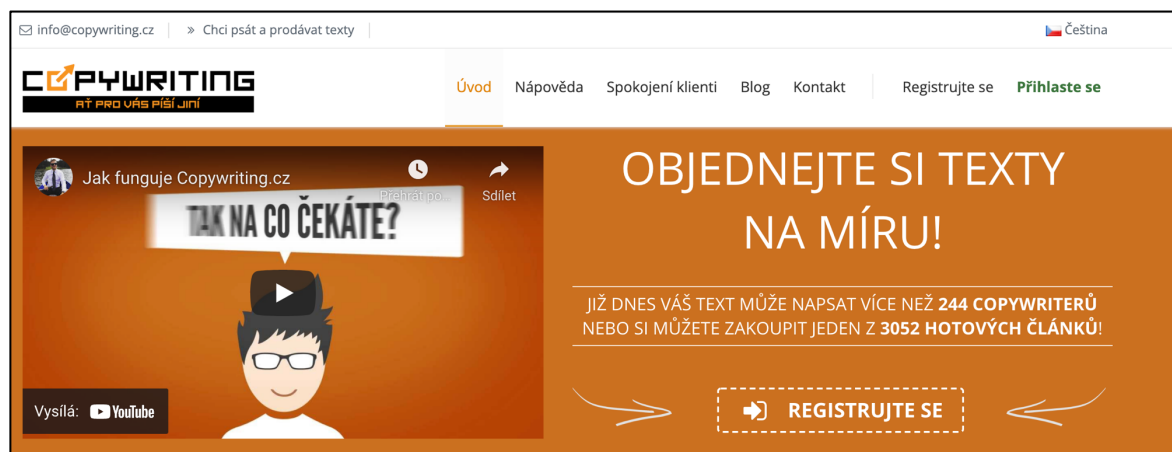 info@copywriting.cz
» Chci psát a prodávat texty
Čeština
COPYWRITING
AŤ PRO VÁS PÍŠÍ JINÍ
Úvod
Nápověda
Spokojení klienti
Blog
Kontakt
Registrujte se
Přihlaste se
Jak funguje Copywriting.cz
Přehrát po...
Sdílet
TAK NA CO ČEKÁTE?
Vysílá: YouTube
OBJEDNEJTE SI TEXTY
NA MÍRU!
JIŽ DNES VÁŠ TEXT MŮŽE NAPSAT VÍCE NEŽ 244 COPYWRITERŮ
NEBO SI MŮŽETE ZAKOUPIT JEDEN Z 3052 HOTOVÝCH ČLÁNKŮ!
REGISTRUJTE SE